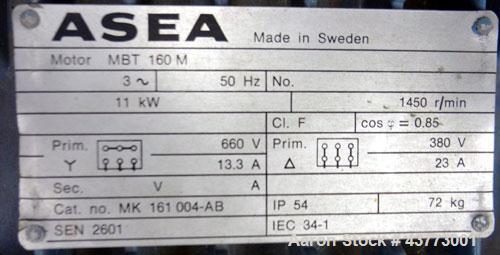 ASEA Made in Sweden
Motor MBT 160 M
3 ~ 50 Hz No.
11 kW 1450 r/min
Cl. F cos φ = 0.85
Prim. 660 V Prim. 380 V
Y 13.3 A Δ 23 A
Sec. V A
Cat. no. MK 161 004-AB IP 54 72 kg
SEN 2601 IEC 34-1
Aaron Stock # 43773001